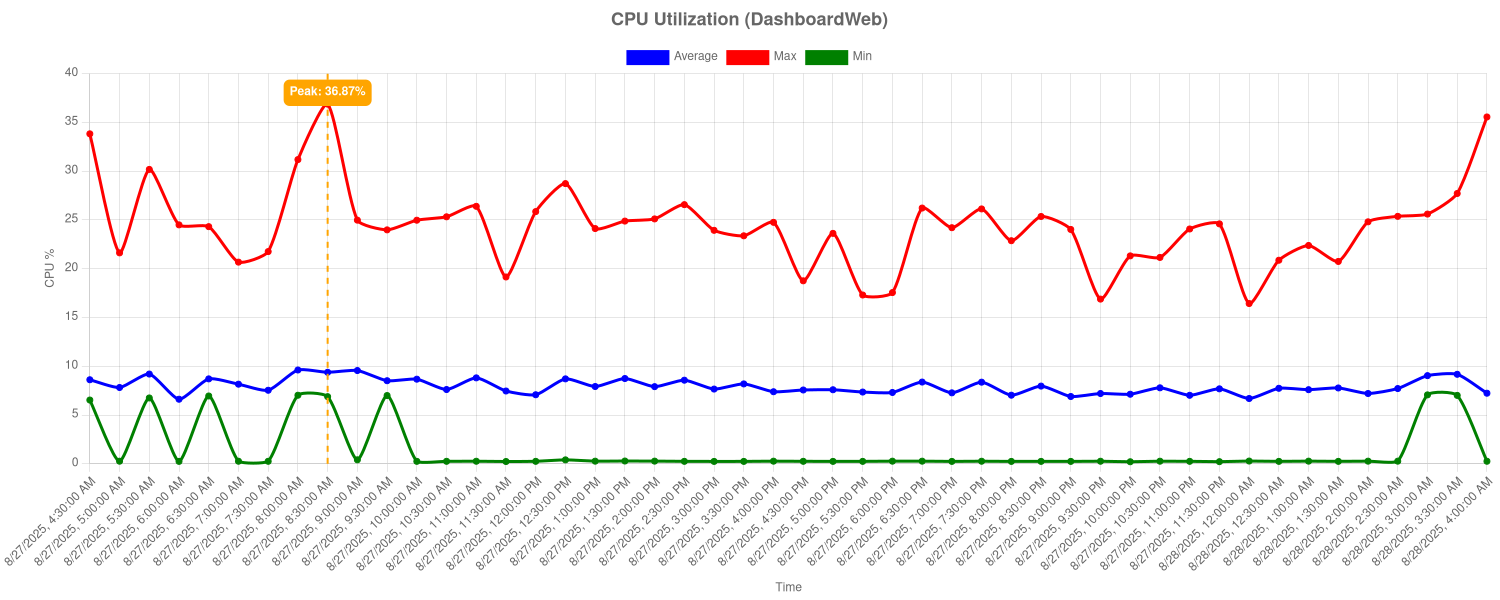 CPU Utilization (DashboardWeb)
Average Max Min
Peak: 36.87%
40
35
30
25
20
15
10
5
0
CPU %
8/27/2025, 4:30:00 AM
8/27/2025, 5:00:00 AM
8/27/2025, 5:30:00 AM
8/27/2025, 6:00:00 AM
8/27/2025, 6:30:00 AM
8/27/2025, 7:00:00 AM
8/27/2025, 7:30:00 AM
8/27/2025, 8:00:00 AM
8/27/2025, 8:30:00 AM
8/27/2025, 9:00:00 AM
8/27/2025, 9:30:00 AM
8/27/2025, 10:00:00 AM
8/27/2025, 10:30:00 AM
8/27/2025, 11:00:00 AM
8/27/2025, 11:30:00 AM
8/27/2025, 12:00:00 PM
8/27/2025, 12:30:00 PM
8/27/2025, 1:00:00 PM
8/27/2025, 1:30:00 PM
8/27/2025, 2:00:00 PM
8/27/2025, 2:30:00 PM
8/27/2025, 3:00:00 PM
8/27/2025, 3:30:00 PM
8/27/2025, 4:00:00 PM
8/27/2025, 4:30:00 PM
8/27/2025, 5:00:00 PM
8/27/2025, 5:30:00 PM
8/27/2025, 6:00:00 PM
8/27/2025, 6:30:00 PM
8/27/2025, 7:00:00 PM
8/27/2025, 7:30:00 PM
8/27/2025, 8:00:00 PM
8/27/2025, 8:30:00 PM
8/27/2025, 9:00:00 PM
8/27/2025, 9:30:00 PM
8/27/2025, 10:00:00 PM
8/27/2025, 10:30:00 PM
8/27/2025, 11:00:00 PM
8/27/2025, 11:30:00 PM
8/28/2025, 12:00:00 AM
8/28/2025, 12:30:00 AM
8/28/2025, 1:00:00 AM
8/28/2025, 1:30:00 AM
8/28/2025, 2:00:00 AM
8/28/2025, 2:30:00 AM
8/28/2025, 3:00:00 AM
8/28/2025, 3:30:00 AM
8/28/2025, 4:00:00 AM
Time